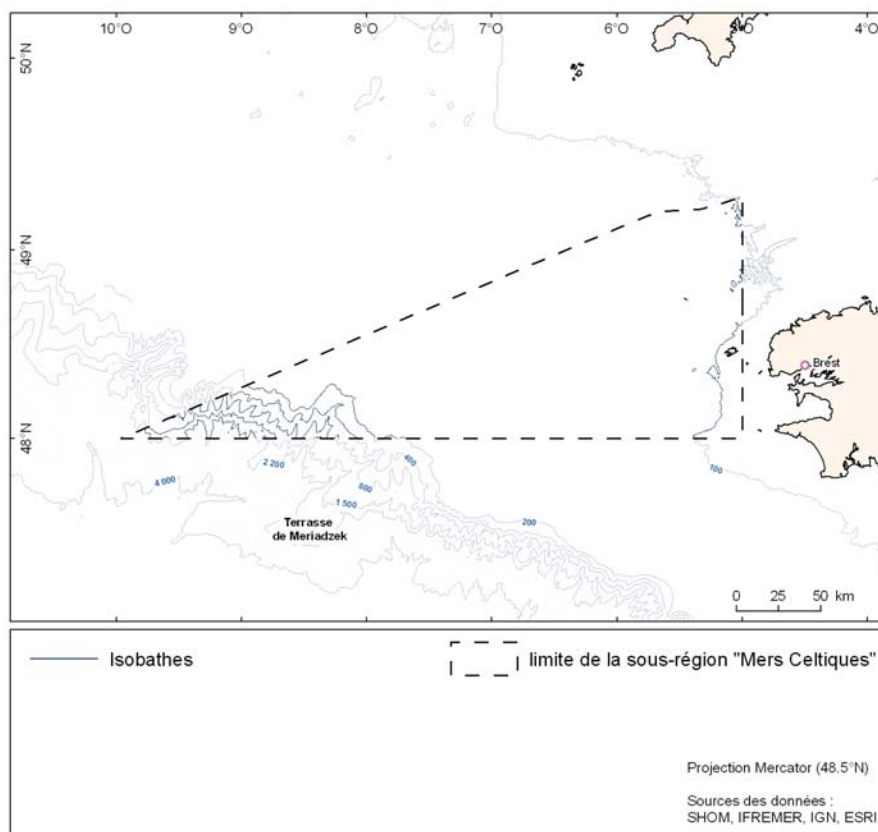 10°O 9°O 8°O 7°O 6°O 5°O 4°O
50°N
49°N
Brest
48°N
400
100
2 200
4 000
800
1 500
200
Terrasse
de Meriadzek
0 25 50 km
Isobathes
limite de la sous-région "Mers Celtiques"
Projection Mercator (48.5°N)
Sources des données :
SHOM, IFREMER, IGN, ESRI